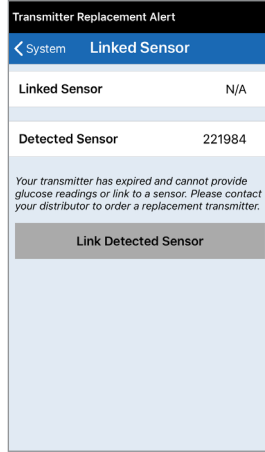 Transmitter Replacement Alert
System Linked Sensor
Linked Sensor N/A
Detected Sensor 221984
Your transmitter has expired and cannot provide
glucose readings or link to a sensor. Please contact
your distributor to order a replacement transmitter.
Link Detected Sensor